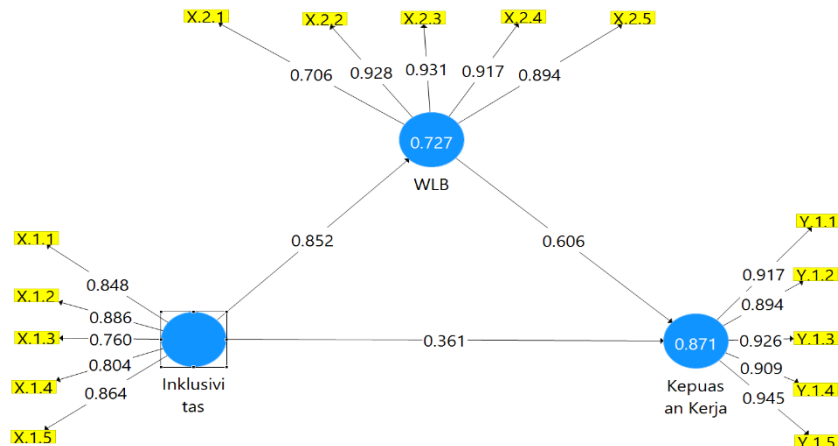 X.2.1
X.2.2
X.2.3
X.2.4
X.2.5
0.706
0.928
0.931
0.917
0.894
0.727
WLB
0.852
0.606
X.1.1
X.1.2
X.1.3
X.1.4
X.1.5
0.848
0.886
0.760
0.804
0.864
Inklusivi
tas
0.361
0.871
Kepuas
an Kerja
0.917
0.894
0.926
0.909
0.945
Y.1.1
Y.1.2
Y.1.3
Y.1.4
Y.1.5